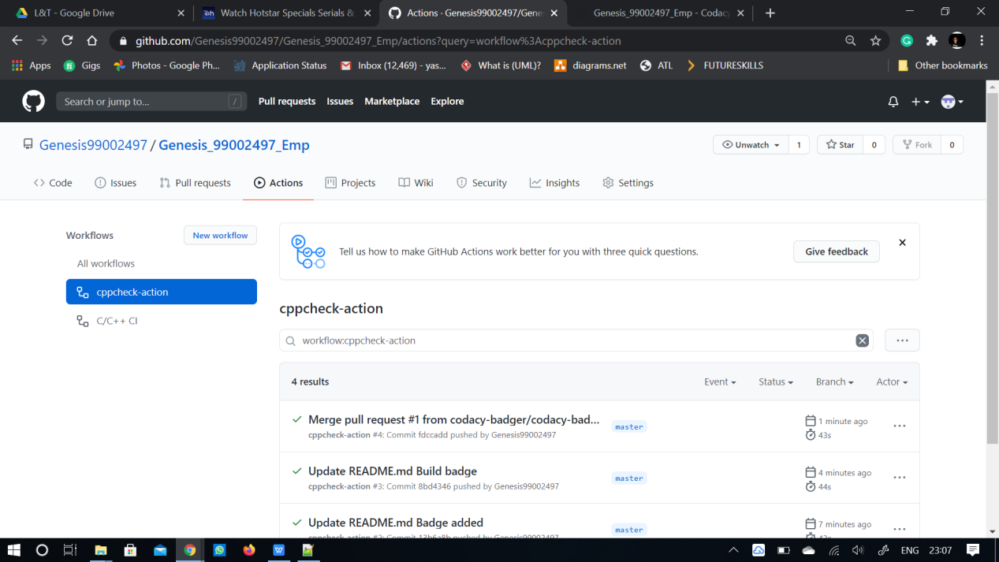 L&T - Google Drive
Watch Hotstar Specials Serials &
Actions · Genesis99002497/Gene
Genesis_99002497_Emp - Codac
github.com/Genesis99002497/Genesis_99002497_Emp/actions?query=workflow%3Acppcheck-action
Apps
Gigs
Photos - Google Ph...
Application Status
Inbox (12,469) - yas...
What is (UML)?
diagrams.net
ATL
FUTURESKILLS
Other bookmarks
Search or jump to... /
Pull requests
Issues
Marketplace
Explore
Genesis99002497 / Genesis_99002497_Emp
Unwatch 1
Star 0
Fork 0
Code
Issues
Pull requests
Actions
Projects
Wiki
Security
Insights
Settings
Workflows
New workflow
All workflows
cppcheck-action
C/C++ CI
Tell us how to make GitHub Actions work better for you with three quick questions.
Give feedback
cppcheck-action
workflow:cppcheck-action
4 results
Event
Status
Branch
Actor
Merge pull request #1 from codacy-badger/codacy-bad...
cppcheck-action #4: Commit fdccadd pushed by Genesis99002497
master
1 minute ago
43s
Update README.md Build badge
cppcheck-action #3: Commit 8bd4346 pushed by Genesis99002497
master
4 minutes ago
44s
Update README.md Badge added
cppcheck-action #2: Commit 13b6a8b pushed by Genesis99002497
master
7 minutes ago
ENG
23:07